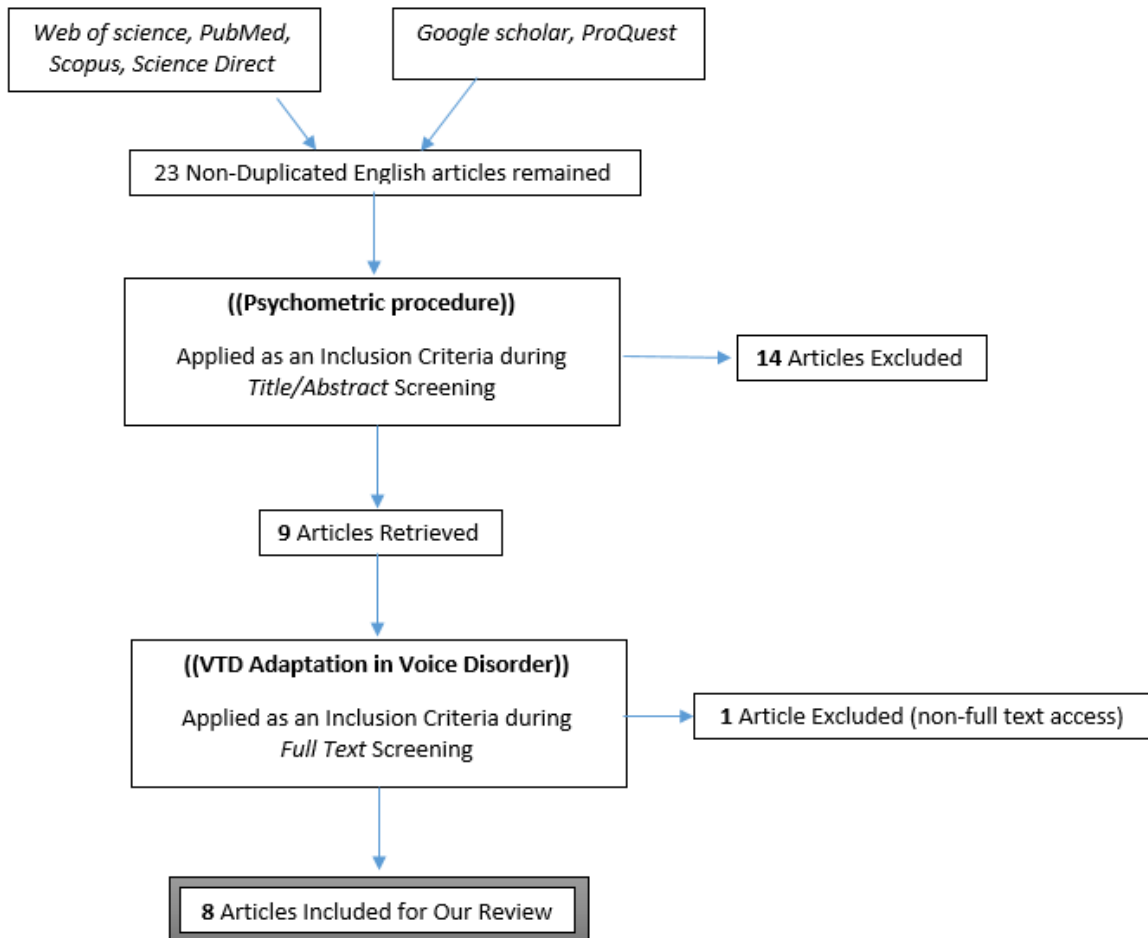 Web of science, PubMed,
Scopus, Science Direct
Google scholar, ProQuest
23 Non-Duplicated English articles remained
((Psychometric procedure))
Applied as an Inclusion Criteria during
Title/Abstract Screening
14 Articles Excluded
9 Articles Retrieved
((VTD Adaptation in Voice Disorder))
Applied as an Inclusion Criteria during
Full Text Screening
1 Article Excluded (non-full text access)
8 Articles Included for Our Review